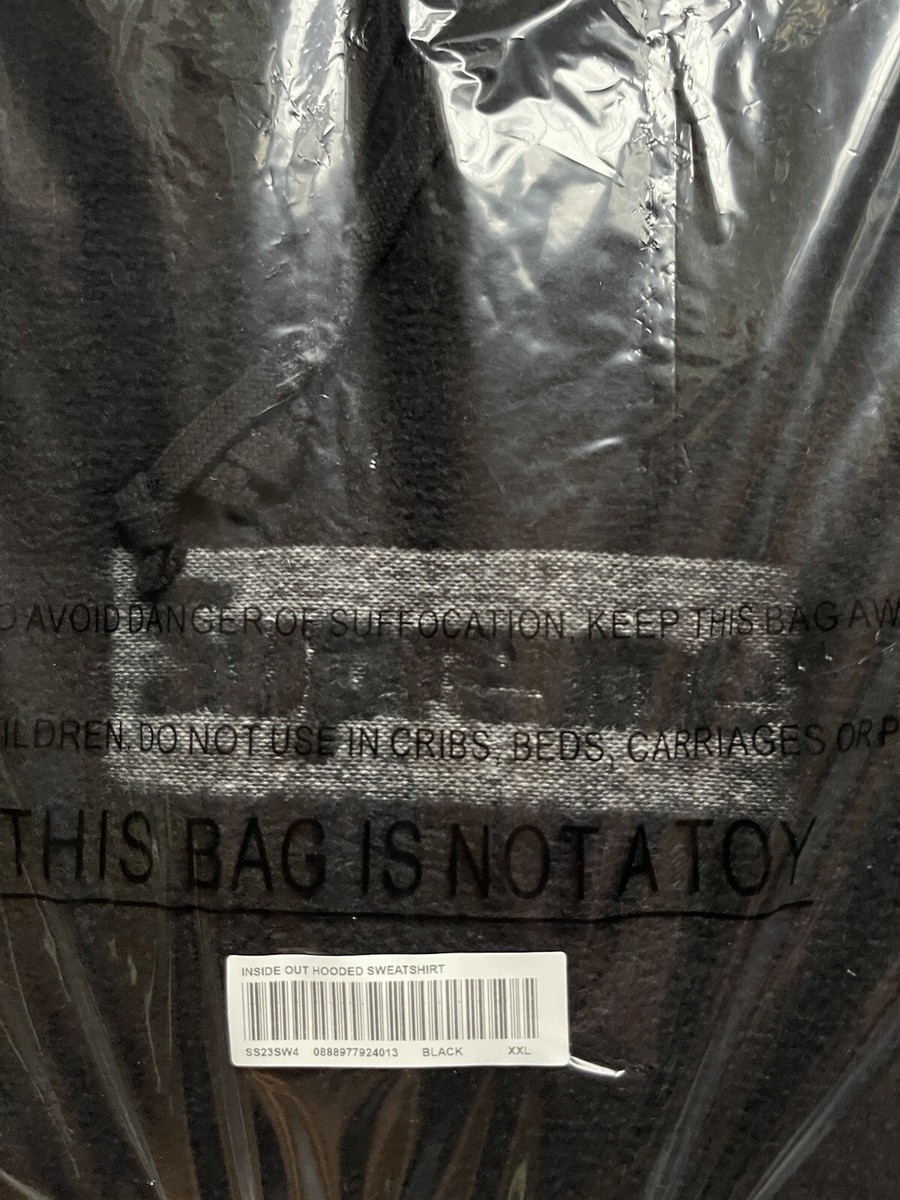 O AVOID DANGER OF SUFFOCATION, KEEP THIS BAG AW
ILDREN. DO NOT USE IN CRIBS, BEDS, CARRIAGES OR P
THIS BAG IS NOT A TOY
INSIDE OUT HOODED SWEATSHIRT
SS23SW4 0888977924013 BLACK XXL